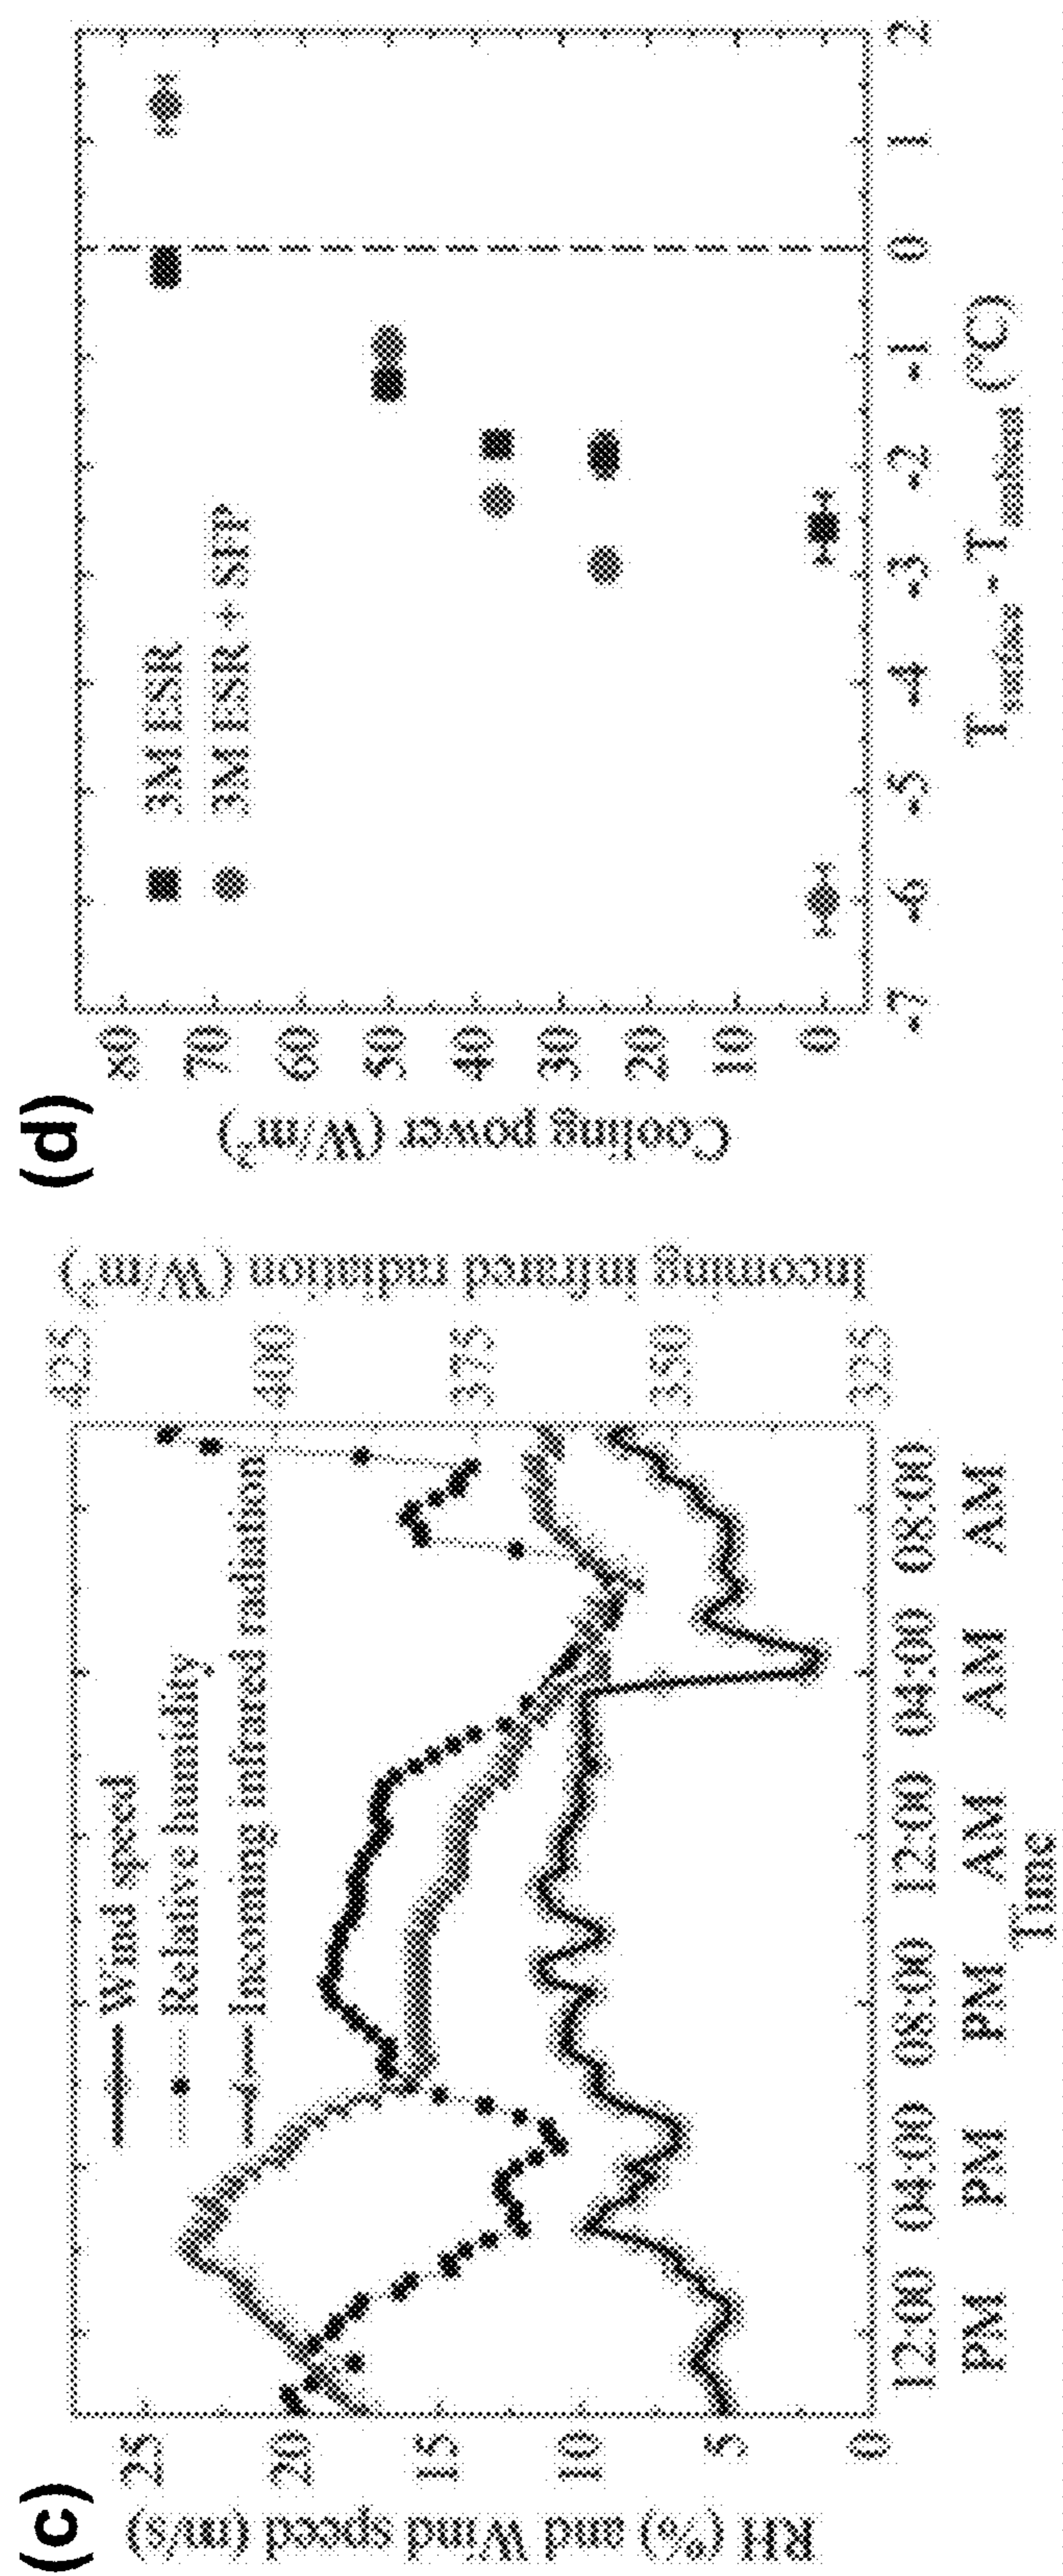 (c)
RH (%) and Wind speed (m/s)
25
20
15
10
5
0
Wind speed
Relative humidity
Incoming infrared radiation
425
400
375
350
325
Incoming infrared radiation (W/m²)
12:00 04:00 08:00 12:00 04:00 08:00
PM PM PM AM AM AM
Time
(d)
Cooling power (W/m²)
80
70
60
50
40
30
20
10
0
3M ESR
3M ESR + SFP
-7 -6 -5 -4 -3 -2 -1 0 1 2
T surface - T ambient (°C)